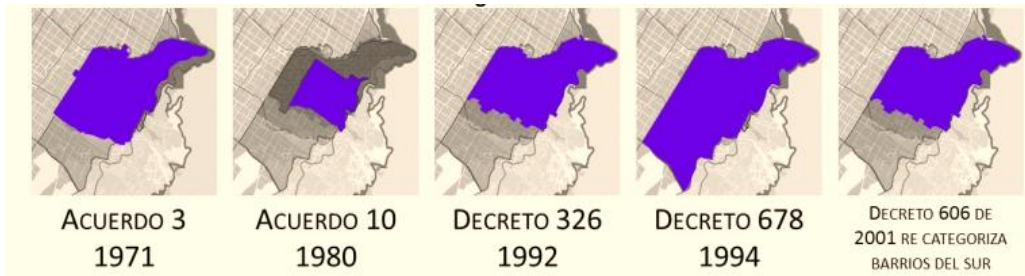 ACUERDO 3
1971
ACUERDO 10
1980
DECRETO 326
1992
DECRETO 678
1994
DECRETO 606 DE
2001 RE CATEGORIZA
BARRIOS DEL SUR